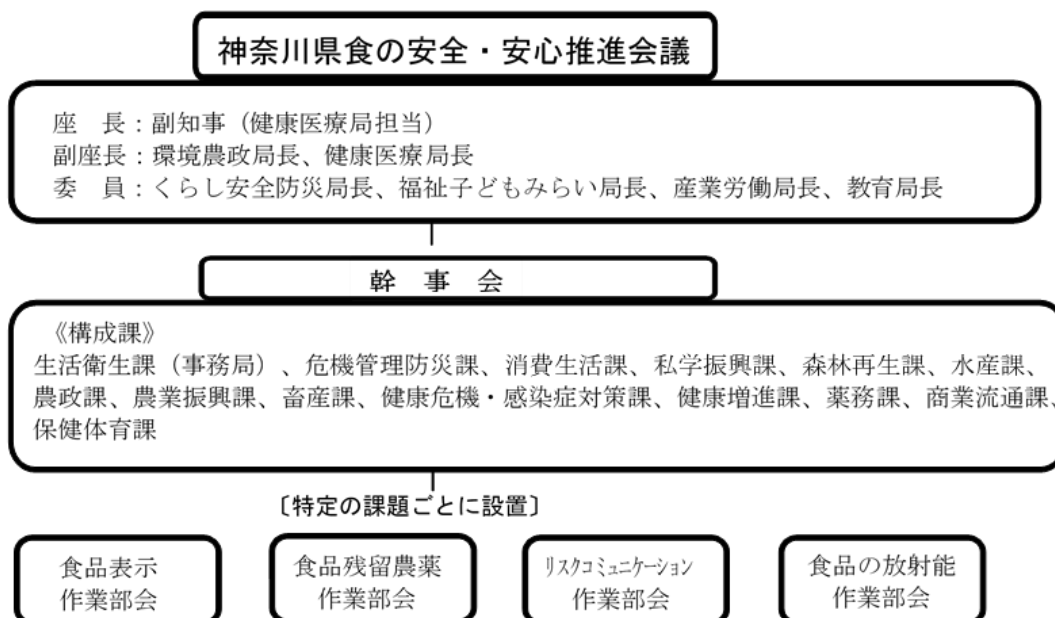 神奈川県食の安全・安心推進会議
座　長：副知事（健康医療局担当）
副座長：環境農政局長、健康医療局長
委　員：くらし安全防災局長、福祉子どもみらい局長、産業労働局長、教育局長
幹　事　会
《構成課》
生活衛生課（事務局）、危機管理防災課、消費生活課、私学振興課、森林再生課、水産課、
農政課、農業振興課、畜産課、健康危機・感染症対策課、健康増進課、薬務課、商業流通課、
保健体育課
〔特定の課題ごとに設置〕
食品表示
作業部会
食品残留農薬
作業部会
リスクコミュニケーション
作業部会
食品の放射能
作業部会